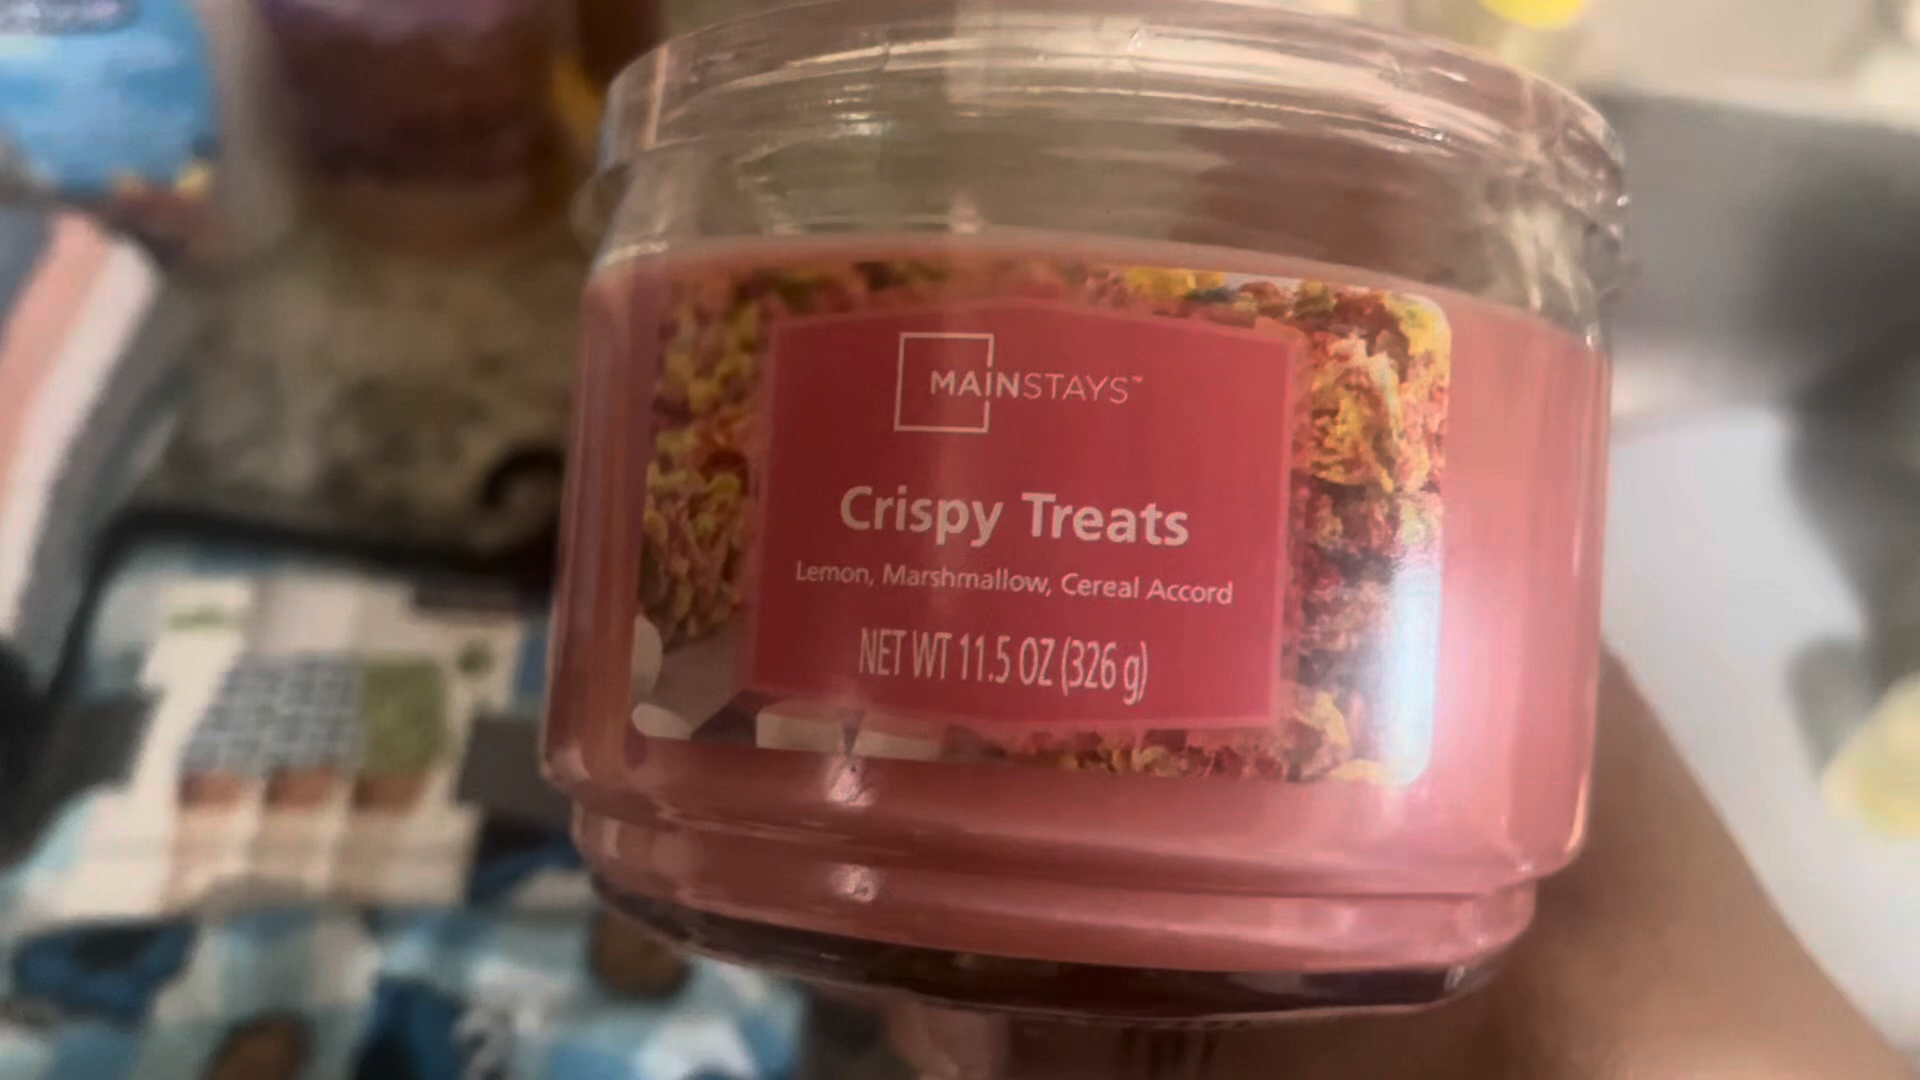 MAINSTAYS™
Crispy Treats
Lemon, Marshmallow, Cereal Accord
NET WT 11.5 OZ (326 g)